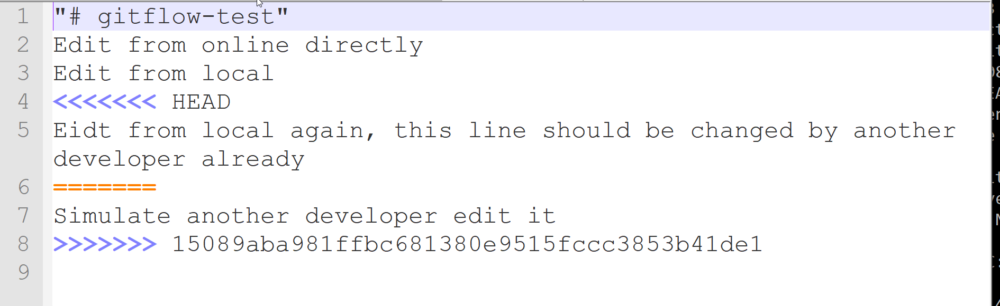 1 "# gitflow-test"
2 Edit from online directly
3 Edit from local
4 <<<<<<< HEAD
5 Eidt from local again, this line should be changed by another
developer already
6 =======
7 Simulate another developer edit it
8 >>>>>>> 15089aba981ffbc681380e9515fccc3853b41de1
9